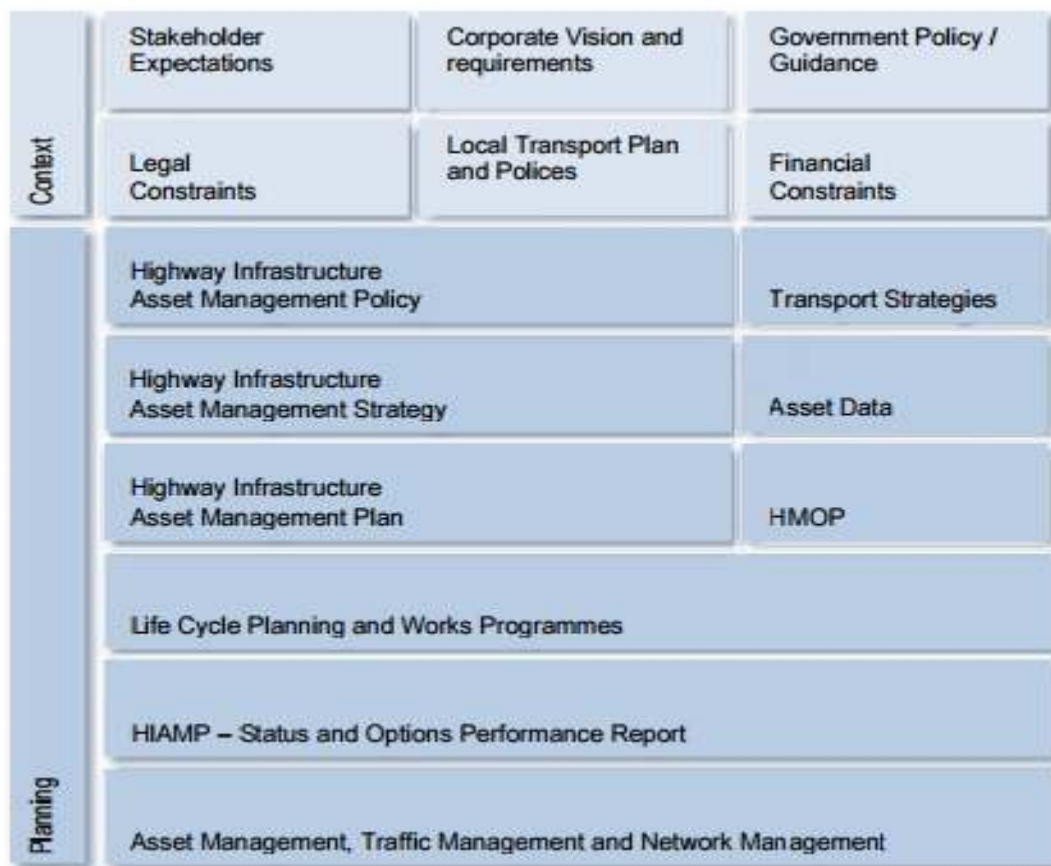 Context
Stakeholder
Expectations
Corporate Vision and
requirements
Government Policy /
Guidance
Legal
Constraints
Local Transport Plan
and Polices
Financial
Constraints
Planning
Highway Infrastructure
Asset Management Policy
Transport Strategies
Highway Infrastructure
Asset Management Strategy
Asset Data
Highway Infrastructure
Asset Management Plan
HMOP
Life Cycle Planning and Works Programmes
HIAMP – Status and Options Performance Report
Asset Management, Traffic Management and Network Management